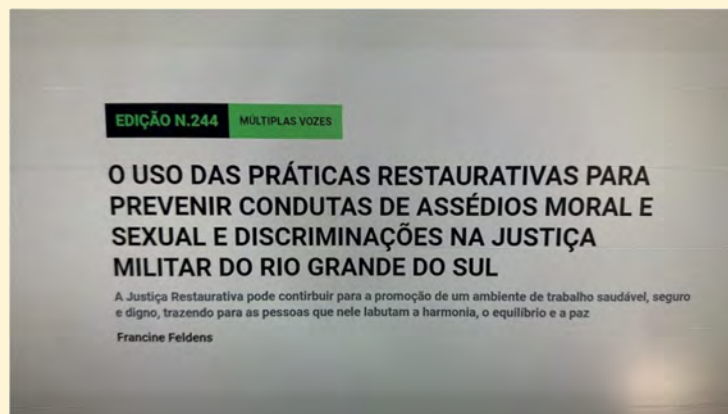 EDIÇÃO N.244 MÚLTIPLAS VOZES
O USO DAS PRÁTICAS RESTAURATIVAS PARA
PREVENIR CONDUTAS DE ASSÉDIOS MORAL E
SEXUAL E DISCRIMINAÇÕES NA JUSTIÇA
MILITAR DO RIO GRANDE DO SUL
A Justiça Restaurativa pode contirbuir para a promoção de um ambiente de trabalho saudável, seguro
e digno, trazendo para as pessoas que nele labutam a harmonia, o equilíbrio e a paz
Francine Feldens